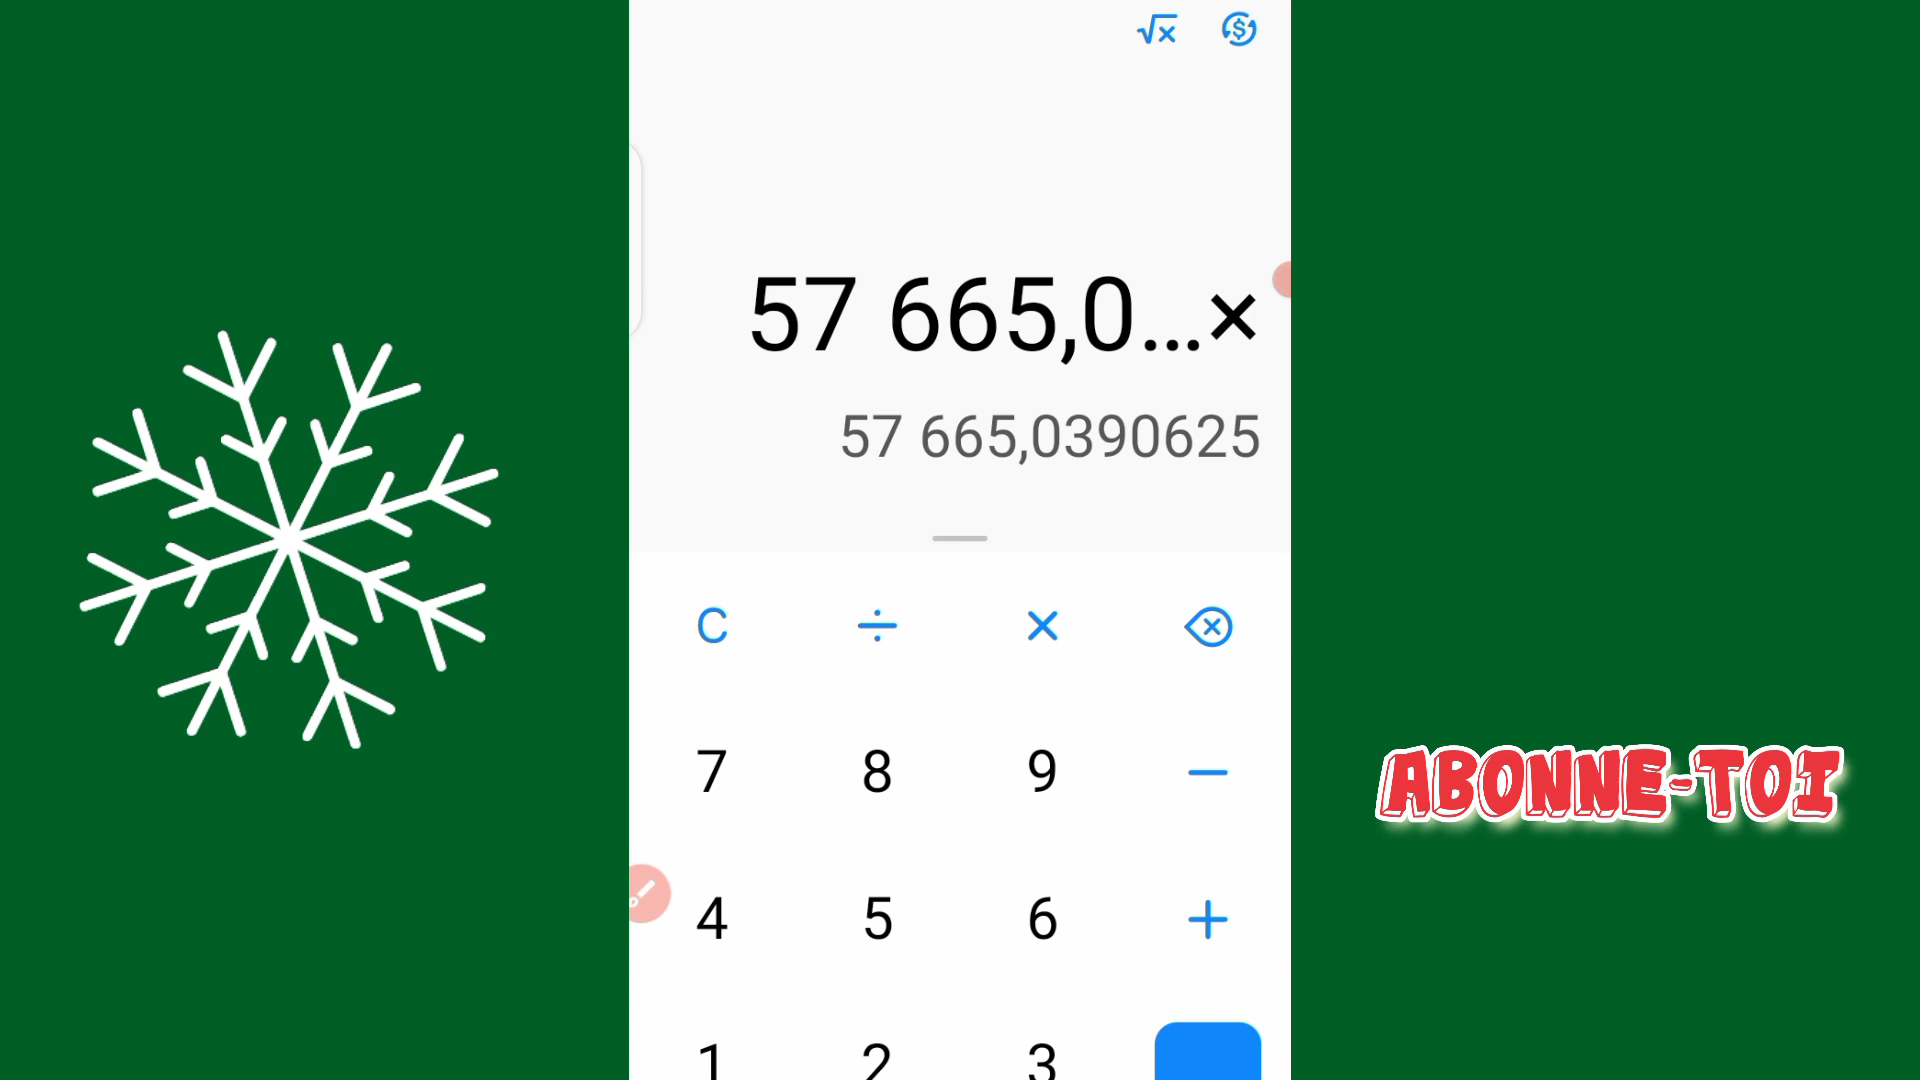 57 665,0...×
57 665,0390625
C ÷ ×
7 8 9 −
4 5 6 +
1 2 3
ABONNE-TOI